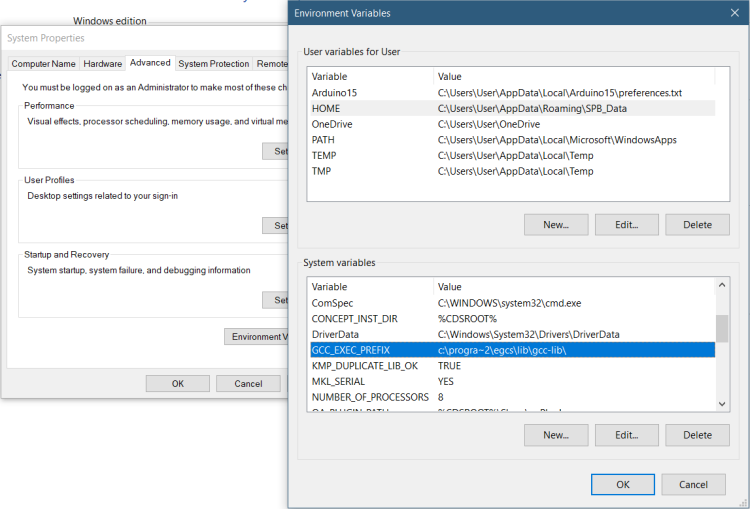 Windows edition
System Properties
Computer Name Hardware Advanced System Protection Remote
You must be logged on as an Administrator to make most of these ch
Performance
Visual effects, processor scheduling, memory usage, and virtual me
Set
User Profiles
Desktop settings related to your sign-in
Set
Startup and Recovery
System startup, system failure, and debugging information
Set
Environment V
OK Cancel
Environment Variables
User variables for User
Variable Value
Arduino15 C:\Users\User\AppData\Local\Arduino15\preferences.txt
HOME C:\Users\User\AppData\Roaming\SPB_Data
OneDrive C:\Users\User\OneDrive
PATH C:\Users\User\AppData\Local\Microsoft\WindowsApps
TEMP C:\Users\User\AppData\Local\Temp
TMP C:\Users\User\AppData\Local\Temp
New... Edit... Delete
System variables
Variable Value
ComSpec C:\WINDOWS\system32\cmd.exe
CONCEPT_INST_DIR %CDSROOT%
DriverData C:\Windows\System32\Drivers\DriverData
GCC_EXEC_PREFIX c:\progra~2\egcs\lib\gcc-lib\
KMP_DUPLICATE_LIB_OK TRUE
MKL_SERIAL YES
NUMBER_OF_PROCESSORS 8
New... Edit... Delete
OK Cancel